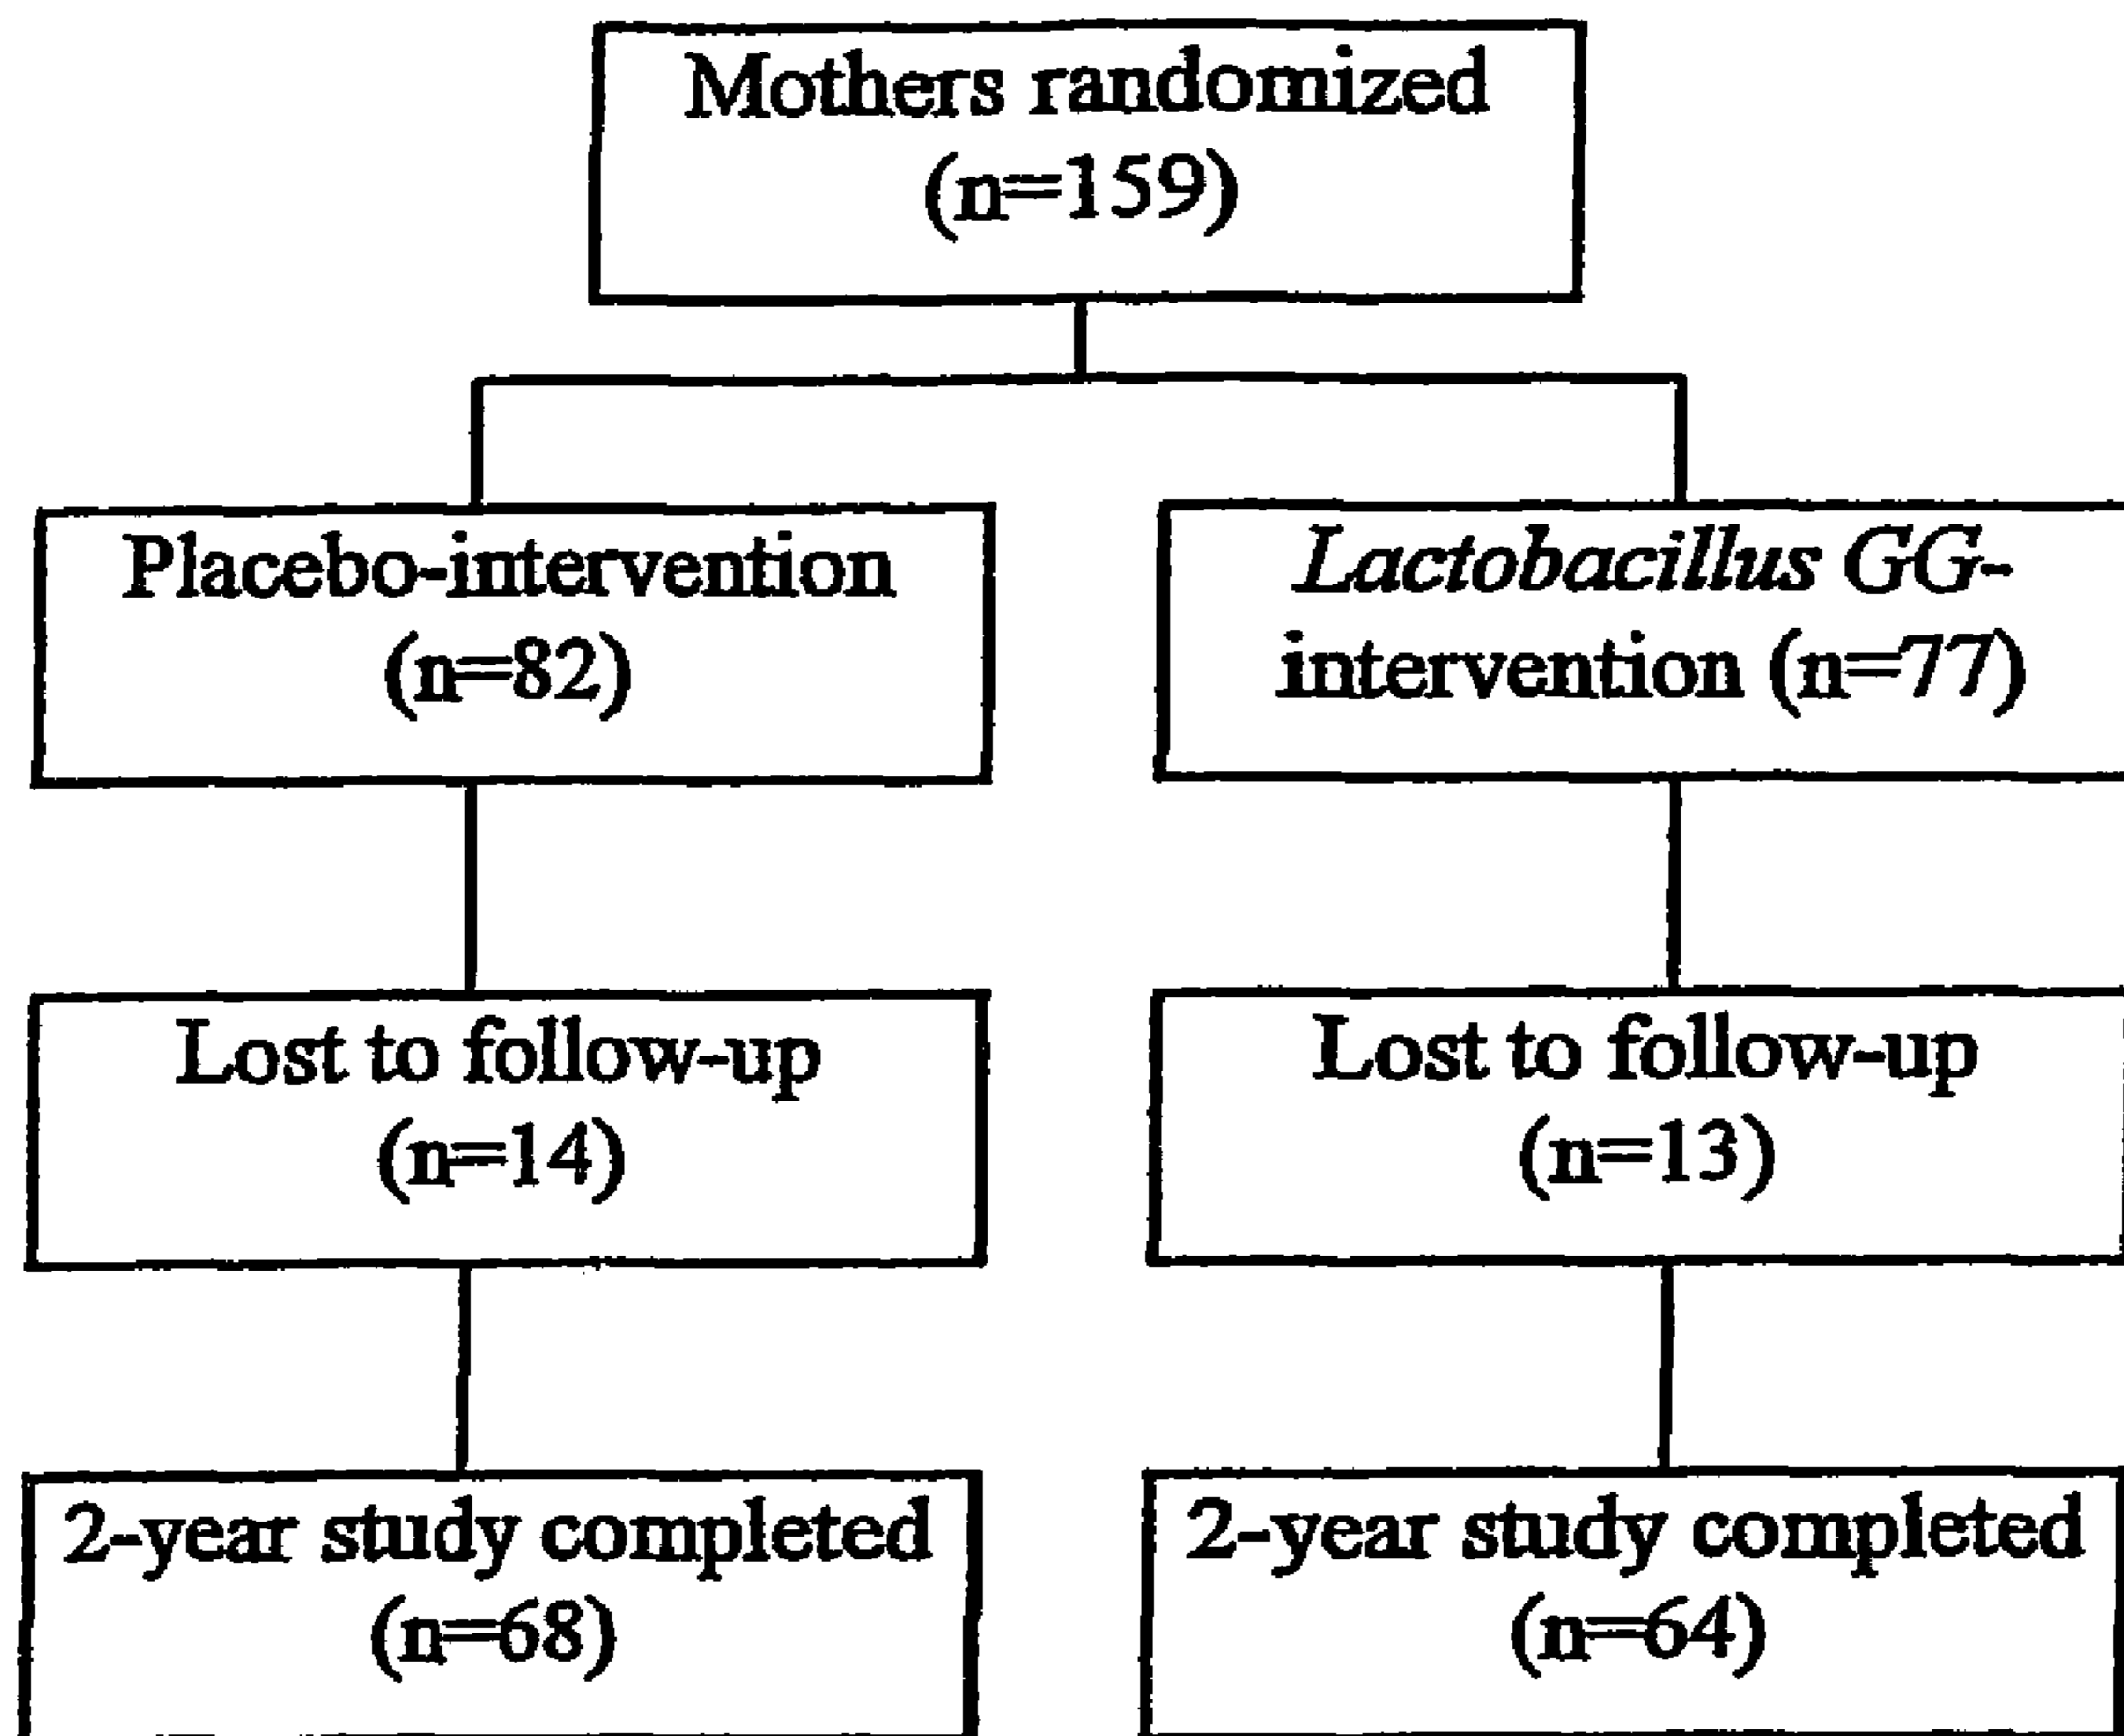 Mothers randomized
(n=159)
Placebo-intervention
(n=82)
Lactobacillus GG-
intervention (n=77)
Lost to follow-up
(n=14)
Lost to follow-up
(n=13)
2-year study completed
(n=68)
2-year study completed
(n=64)